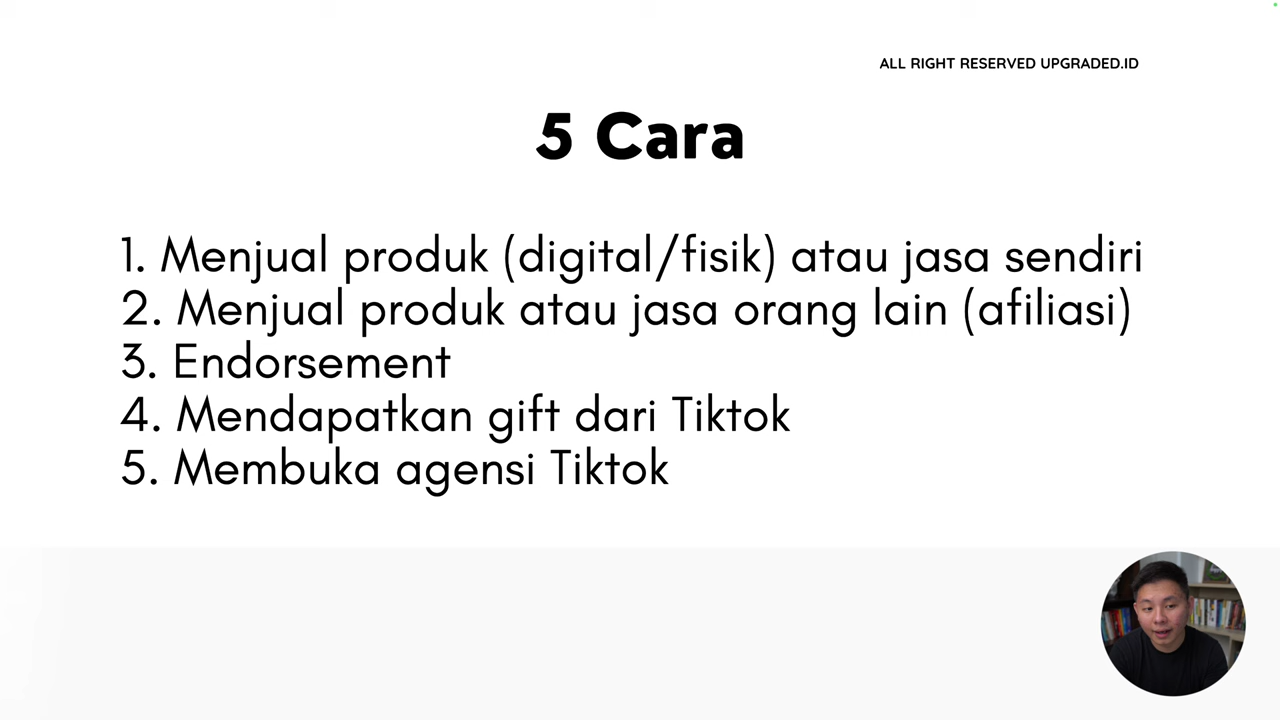 ALL RIGHT RESERVED UPGRADED.ID
5 Cara
1. Menjual produk (digital/fisik) atau jasa sendiri
2. Menjual produk atau jasa orang lain (afiliasi)
3. Endorsement
4. Mendapatkan gift dari Tiktok
5. Membuka agensi Tiktok